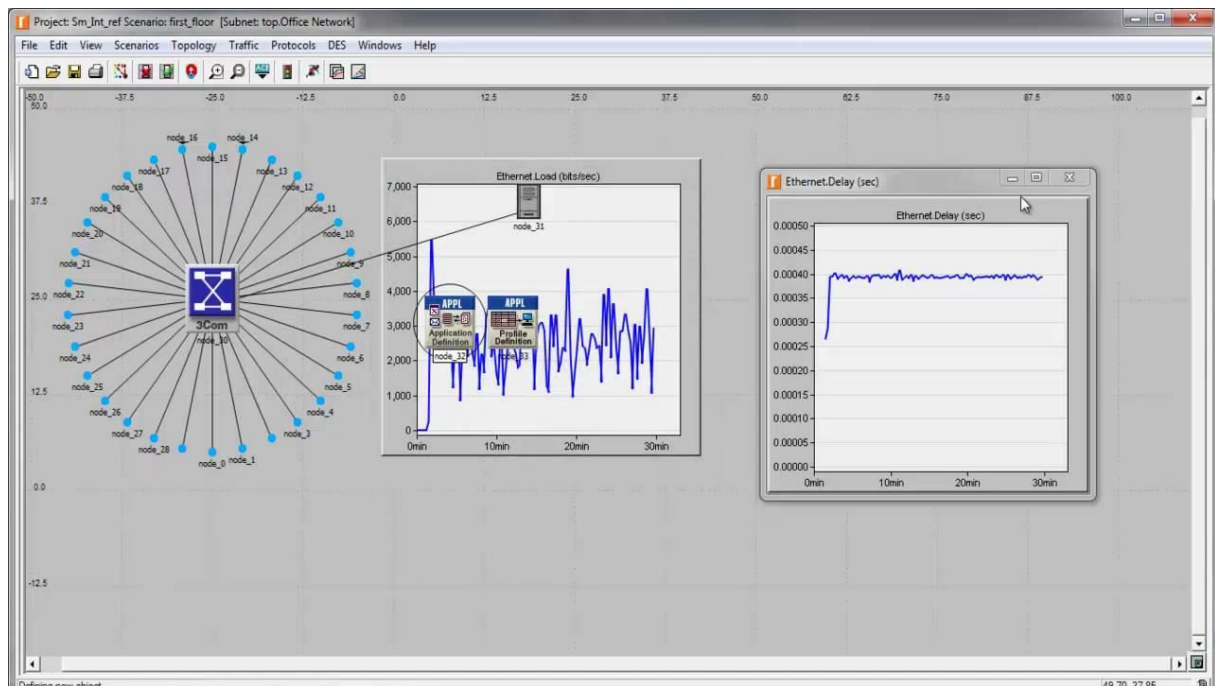 Project: Sm_Int_ref Scenario: first_floor [Subnet: top.Office Network]
File Edit View Scenarios Topology Traffic Protocols DES Windows Help
-50.0 -37.5 -25.0 -12.5 0.0 12.5 25.0 37.5 50.0 62.5 75.0 87.5 100.0
50.0
37.5
25.0
12.5
0.0
-12.5
node_16 node_14
node_15
node_17 node_13
node_18 node_12
node_19 node_11
node_20 node_10
node_21 node_9
node_22 node_8
node_23 node_7
node_24 node_6
node_25 node_5
node_26 node_4
node_27 node_3
node_28 node_0 node_1
3Com
node_30
Ethernet.Load (bits/sec)
7,000
6,000
5,000
4,000
3,000
2,000
1,000
0
0min 10min 20min 30min
node_31
APPL
Application
Definition
node_32
APPL
Profile
Definition
node_33
Ethernet.Delay (sec)
Ethernet.Delay (sec)
0.00050
0.00045
0.00040
0.00035
0.00030
0.00025
0.00020
0.00015
0.00010
0.00005
0.00000
0min 10min 20min 30min
Defining new object
49.70, 37.85